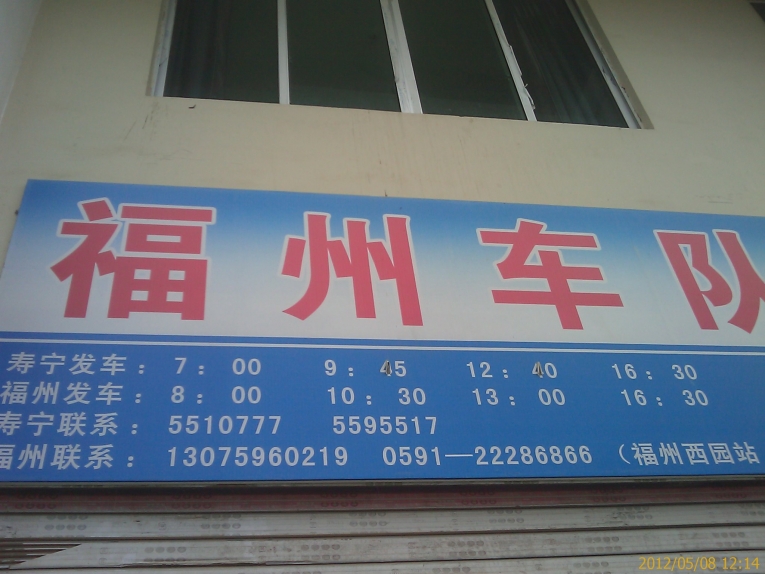 福州车队
寿宁发车：7：00 9：45 12：40 16：30
福州发车：8：00 10：30 13：00 16：30
寿宁联系：5510777 5595517
福州联系：13075960219 0591—22286866（福州西园站
2012/05/08 12:14